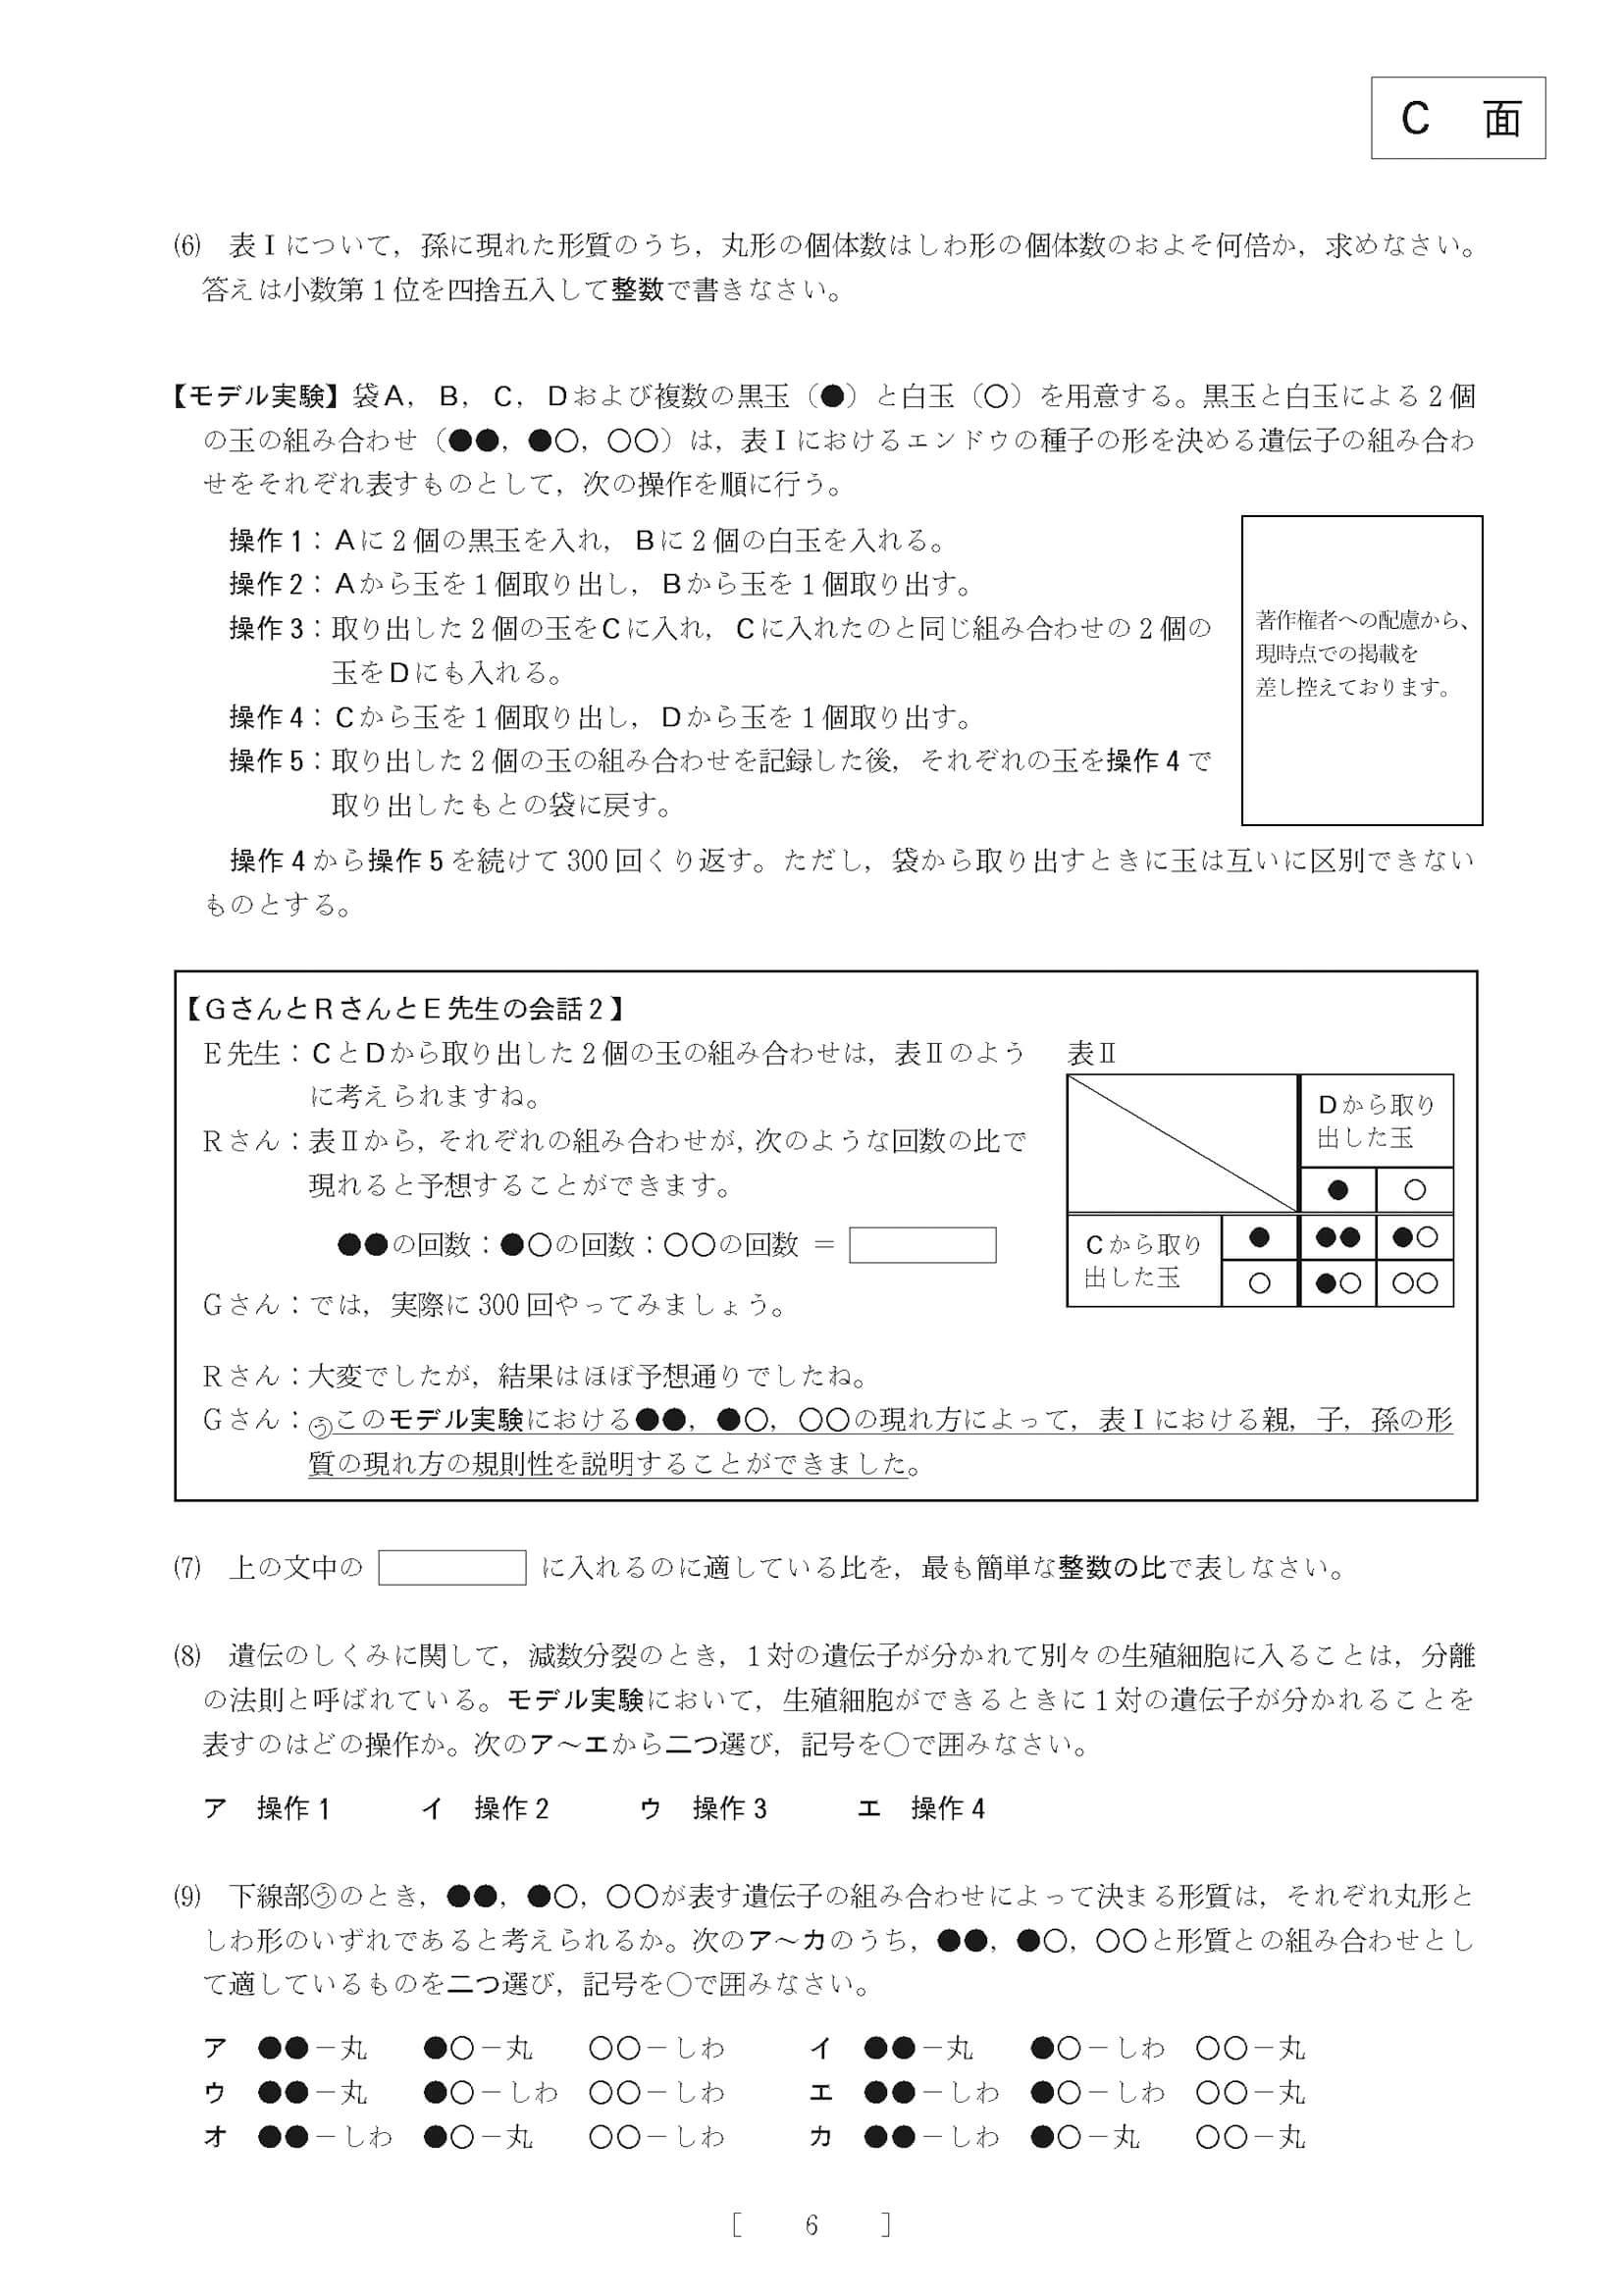 C 面
⑹ 表Ⅰについて，孫に現れた形質のうち，丸形の個体数はしわ形の個体数のおよそ何倍か，求めなさい。
答えは小数第1位を四捨五入して整数で書きなさい。
【モデル実験】袋A，B，C，Dおよび複数の黒玉（●）と白玉（○）を用意する。黒玉と白玉による2個
の玉の組み合わせ（●●，●○，○○）は，表Ⅰにおけるエンドウの種子の形を決める遺伝子の組み合わ
せをそれぞれ表すものとして，次の操作を順に行う。
操作1：Aに2個の黒玉を入れ，Bに2個の白玉を入れる。
操作2：Aから玉を1個取り出し，Bから玉を1個取り出す。
操作3：取り出した2個の玉をCに入れ，Cに入れたのと同じ組み合わせの2個の
玉をDにも入れる。
操作4：Cから玉を1個取り出し，Dから玉を1個取り出す。
操作5：取り出した2個の玉の組み合わせを記録した後，それぞれの玉を操作4で
取り出したもとの袋に戻す。
著作権者への配慮から、
現時点での掲載を
差し控えております。
操作4から操作5を続けて300回くり返す。ただし，袋から取り出すときに玉は互いに区別できない
ものとする。
【GさんとRさんとE先生の会話2】
E先生：CとDから取り出した2個の玉の組み合わせは，表Ⅱのよう
に考えられますね。
Rさん：表Ⅱから，それぞれの組み合わせが，次のような回数の比で
現れると予想することができます。
●●の回数：●○の回数：○○の回数 ＝
Gさん：では，実際に300回やってみましょう。
表Ⅱ
Dから取り
出した玉
● ○
Cから取り
出した玉
● ●● ●○
○ ●○ ○○
Rさん：大変でしたが，結果はほぼ予想通りでしたね。
Gさん：㋒このモデル実験における●●，●○，○○の現れ方によって，表Ⅰにおける親，子，孫の形
質の現れ方の規則性を説明することができました。
⑺ 上の文中の に入れるのに適している比を，最も簡単な整数の比で表しなさい。
⑻ 遺伝のしくみに関して，減数分裂のとき，1対の遺伝子が分かれて別々の生殖細胞に入ることは，分離
の法則と呼ばれている。モデル実験において，生殖細胞ができるときに1対の遺伝子が分かれることを
表すのはどの操作か。次のア～エから二つ選び，記号を○で囲みなさい。
ア 操作1 イ 操作2 ウ 操作3 エ 操作4
⑼ 下線部㋒のとき，●●，●○，○○が表す遺伝子の組み合わせによって決まる形質は，それぞれ丸形と
しわ形のいずれであると考えられるか。次のア～カのうち，●●，●○，○○と形質との組み合わせとし
て適しているものを二つ選び，記号を○で囲みなさい。
ア ●●－丸 ●○－丸 ○○－しわ イ ●●－丸 ●○－しわ ○○－丸
ウ ●●－丸 ●○－しわ ○○－しわ エ ●●－しわ ●○－しわ ○○－丸
オ ●●－しわ ●○－丸 ○○－しわ カ ●●－しわ ●○－丸 ○○－丸
［ 6 ］